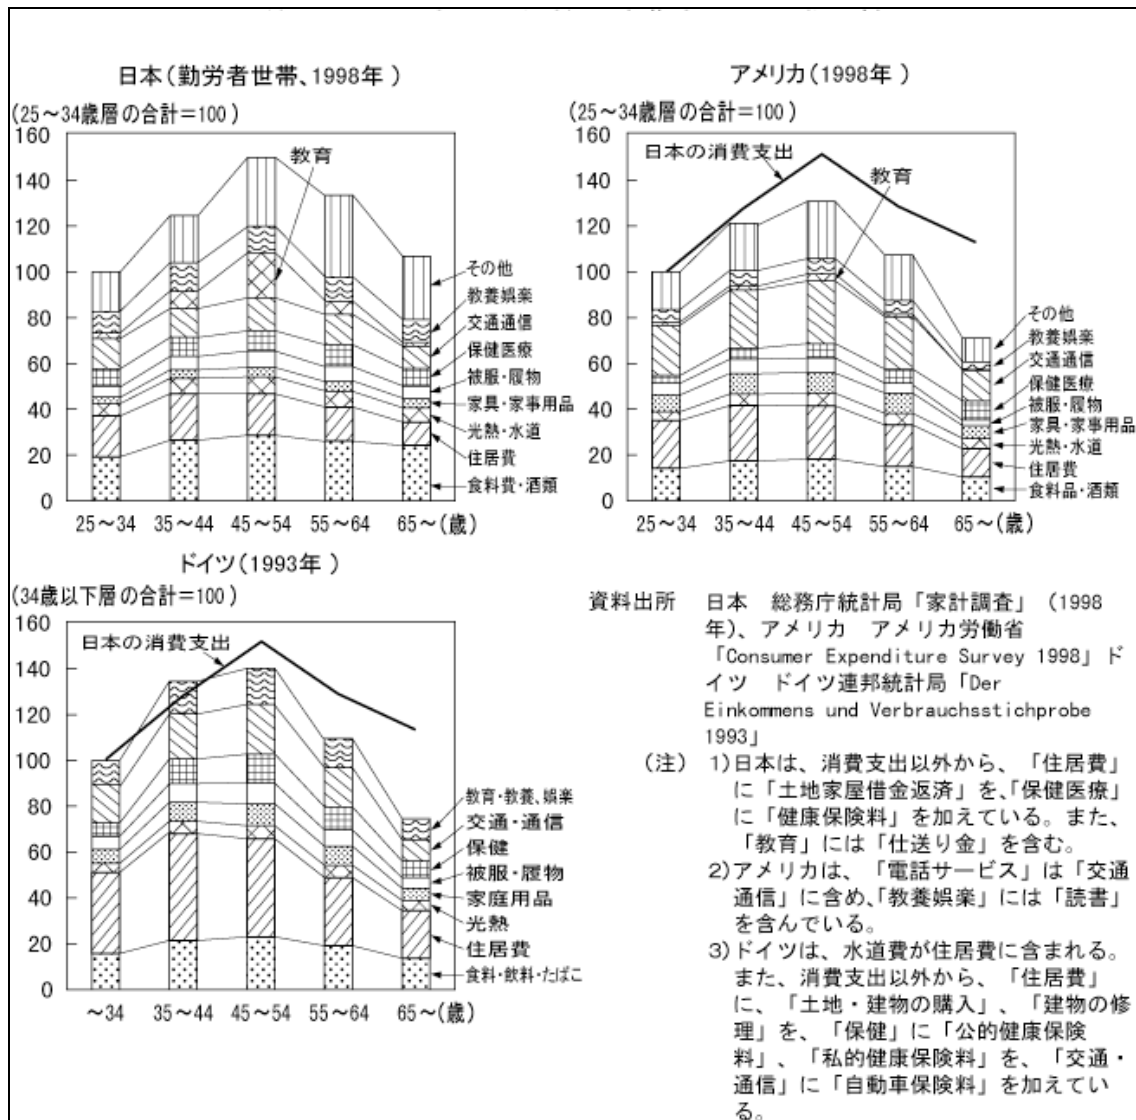 日本(勤労者世帯、1998年 )
(25～34歳層の合計=100 )
160
140
120
100
80
60
40
20
0
教育
その他
教養娯楽
交通通信
保健医療
被服・履物
家具・家事用品
光熱・水道
住居費
食料費・酒類
25～34
35～44
45～54
55～64
65～(歳)
アメリカ(1998年 )
(25～34歳層の合計=100 )
160
140
120
100
80
60
40
20
0
日本の消費支出
教育
その他
教養娯楽
交通通信
保健医療
被服・履物
家具・家事用品
光熱・水道
住居費
食料品・酒類
25～34
35～44
45～54
55～64
65～(歳)
ドイツ(1993年 )
(34歳以下層の合計=100 )
160
140
120
100
80
60
40
20
0
日本の消費支出
教育・教養、娯楽
交通・通信
保健
被服・履物
家庭用品
光熱
住居費
食料・飲料・たばこ
～34
35～44
45～54
55～64
65～(歳)
資料出所 日本 総務庁統計局「家計調査」 (1998
年)、アメリカ アメリカ労働省
「Consumer Expenditure Survey 1998」ド
イツ ドイツ連邦統計局「Der
Einkommens und Verbrauchsstichprobe
1993」
(注) 1)日本は、消費支出以外から、「住居費」
に「土地家屋借金返済」を、「保健医療」
に「健康保険料」を加えている。また、
「教育」には「仕送り金」を含む。
2)アメリカは、「電話サービス」は「交通
通信」に含め、「教養娯楽」には「読書」
を含んでいる。
3)ドイツは、水道費が住居費に含まれる。
また、消費支出以外から、「住居費」
に、「土地・建物の購入」、「建物の修
理」を、「保健」に「公的健康保険
料」、「私的健康保険料」を、「交通・
通信」に「自動車保険料」を加えてい
る。